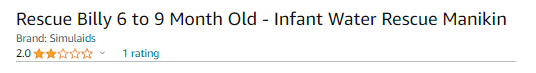 Rescue Billy 6 to 9 Month Old - Infant Water Rescue Manikin
Brand: Simulaids
2.0 1 rating